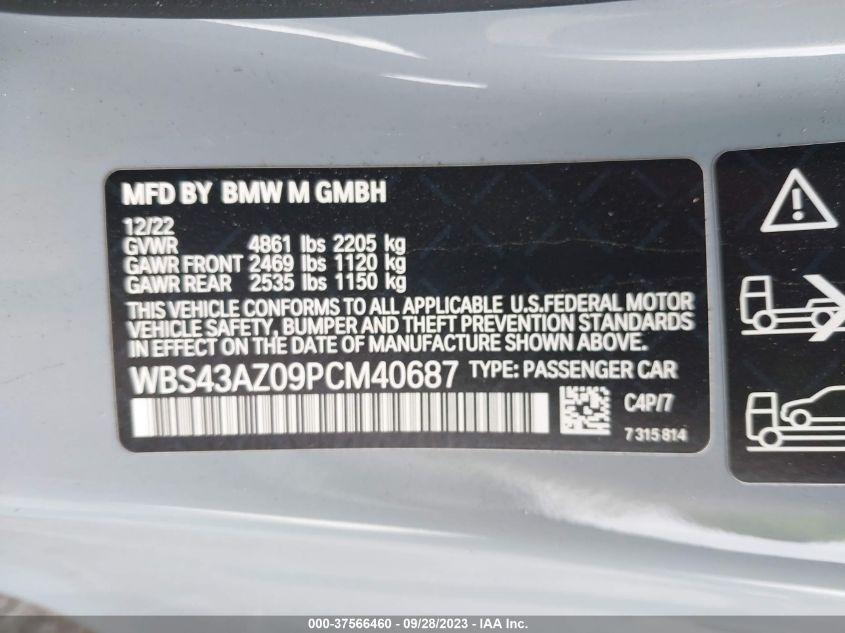 MFD BY BMW M GMBH
12/22
GVWR 4861 lbs 2205 kg
GAWR FRONT 2469 lbs 1120 kg
GAWR REAR 2535 lbs 1150 kg
THIS VEHICLE CONFORMS TO ALL APPLICABLE U.S.FEDERAL MOTOR
VEHICLE SAFETY, BUMPER AND THEFT PREVENTION STANDARDS
IN EFFECT ON THE DATE OF MANUFACTURE SHOWN ABOVE.
WBS43AZ09PCM40687 TYPE: PASSENGER CAR
C4P/7
7 315 814
000-37566460 - 09/28/2023 - IAA Inc.